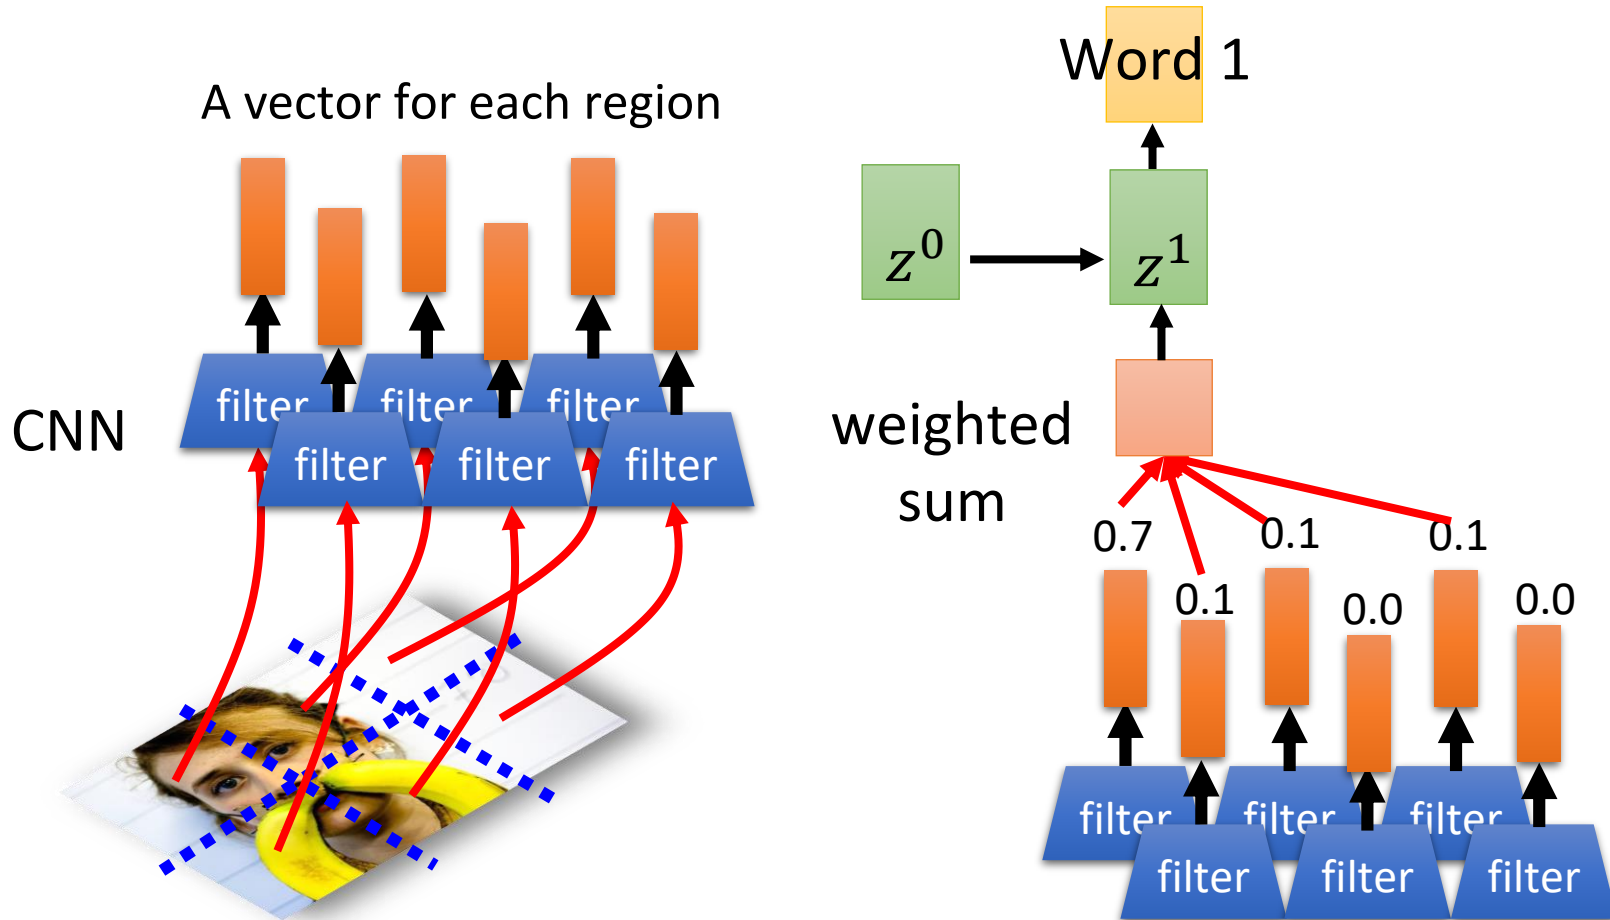 A vector for each region
filter
filter
filter
CNN
filter
filter
filter
Word 1
z⁰
z¹
weighted
sum
0.7
0.1
0.1
0.1
0.0
0.0
filter
filter
filter
filter
filter
filter